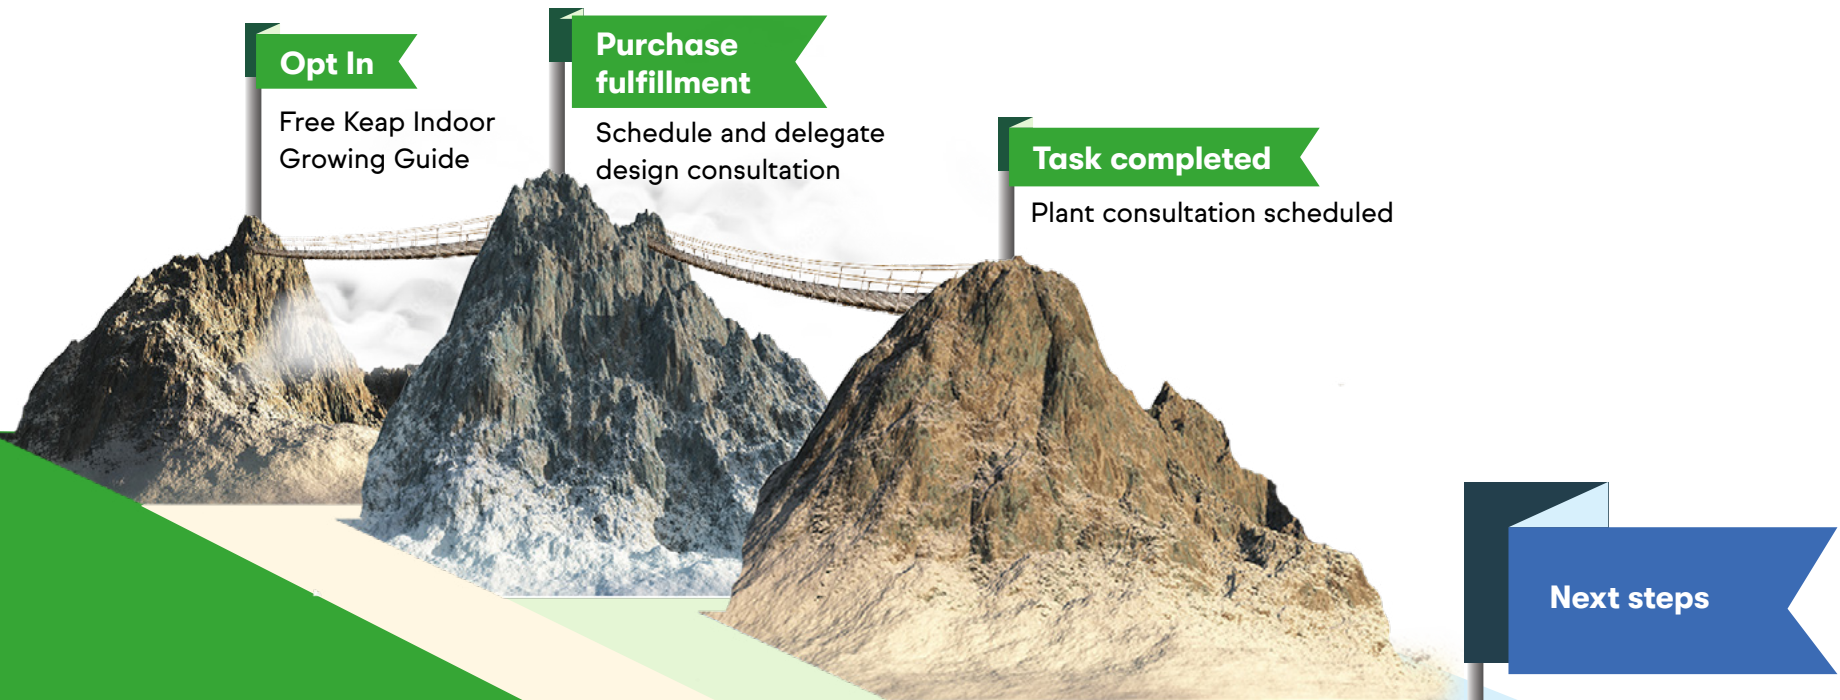 Opt In
Free Keap Indoor
Growing Guide
Purchase
fulfillment
Schedule and delegate
design consultation
Task completed
Plant consultation scheduled
Next steps